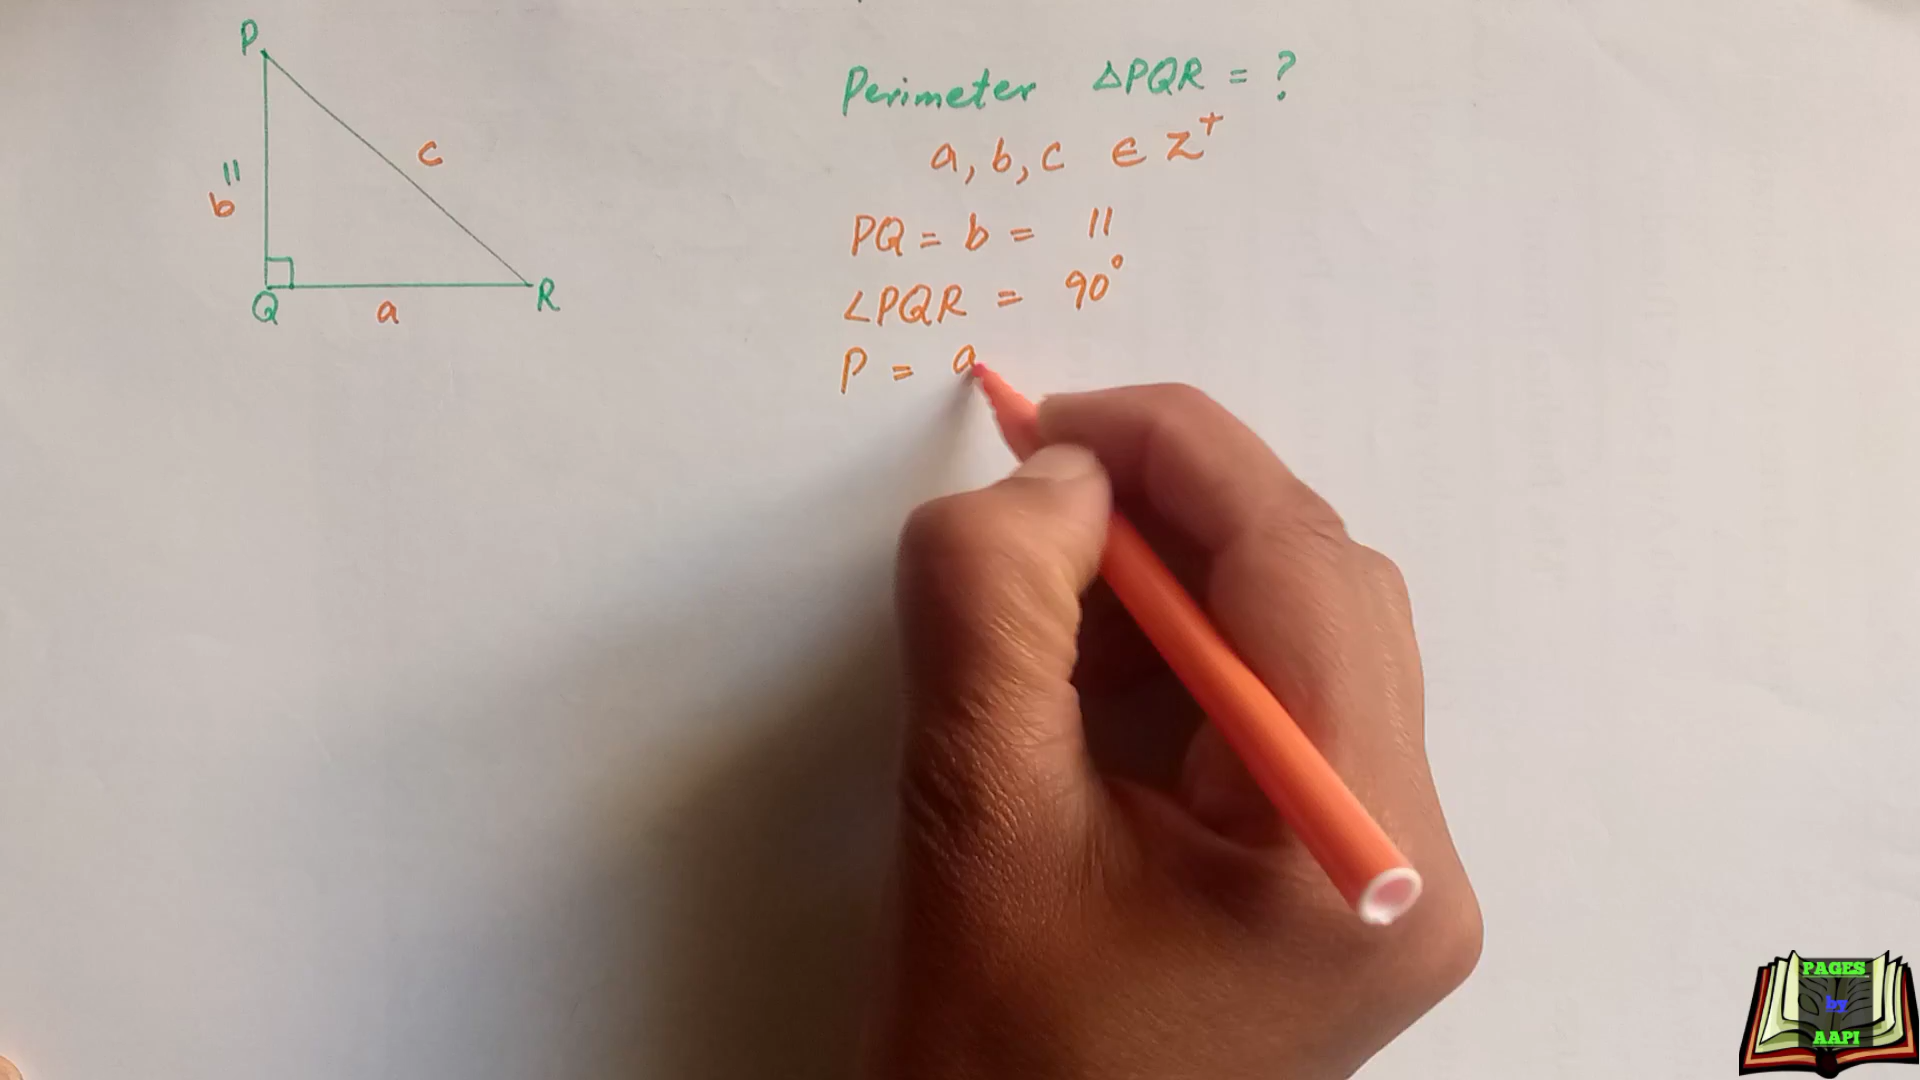 P
c
11
b
Q
a
R
Perimeter ΔPQR = ?
a, b, c ∈ Z⁺
PQ = b = 11
∠PQR = 90°
P = a
PAGES
by
AAPI